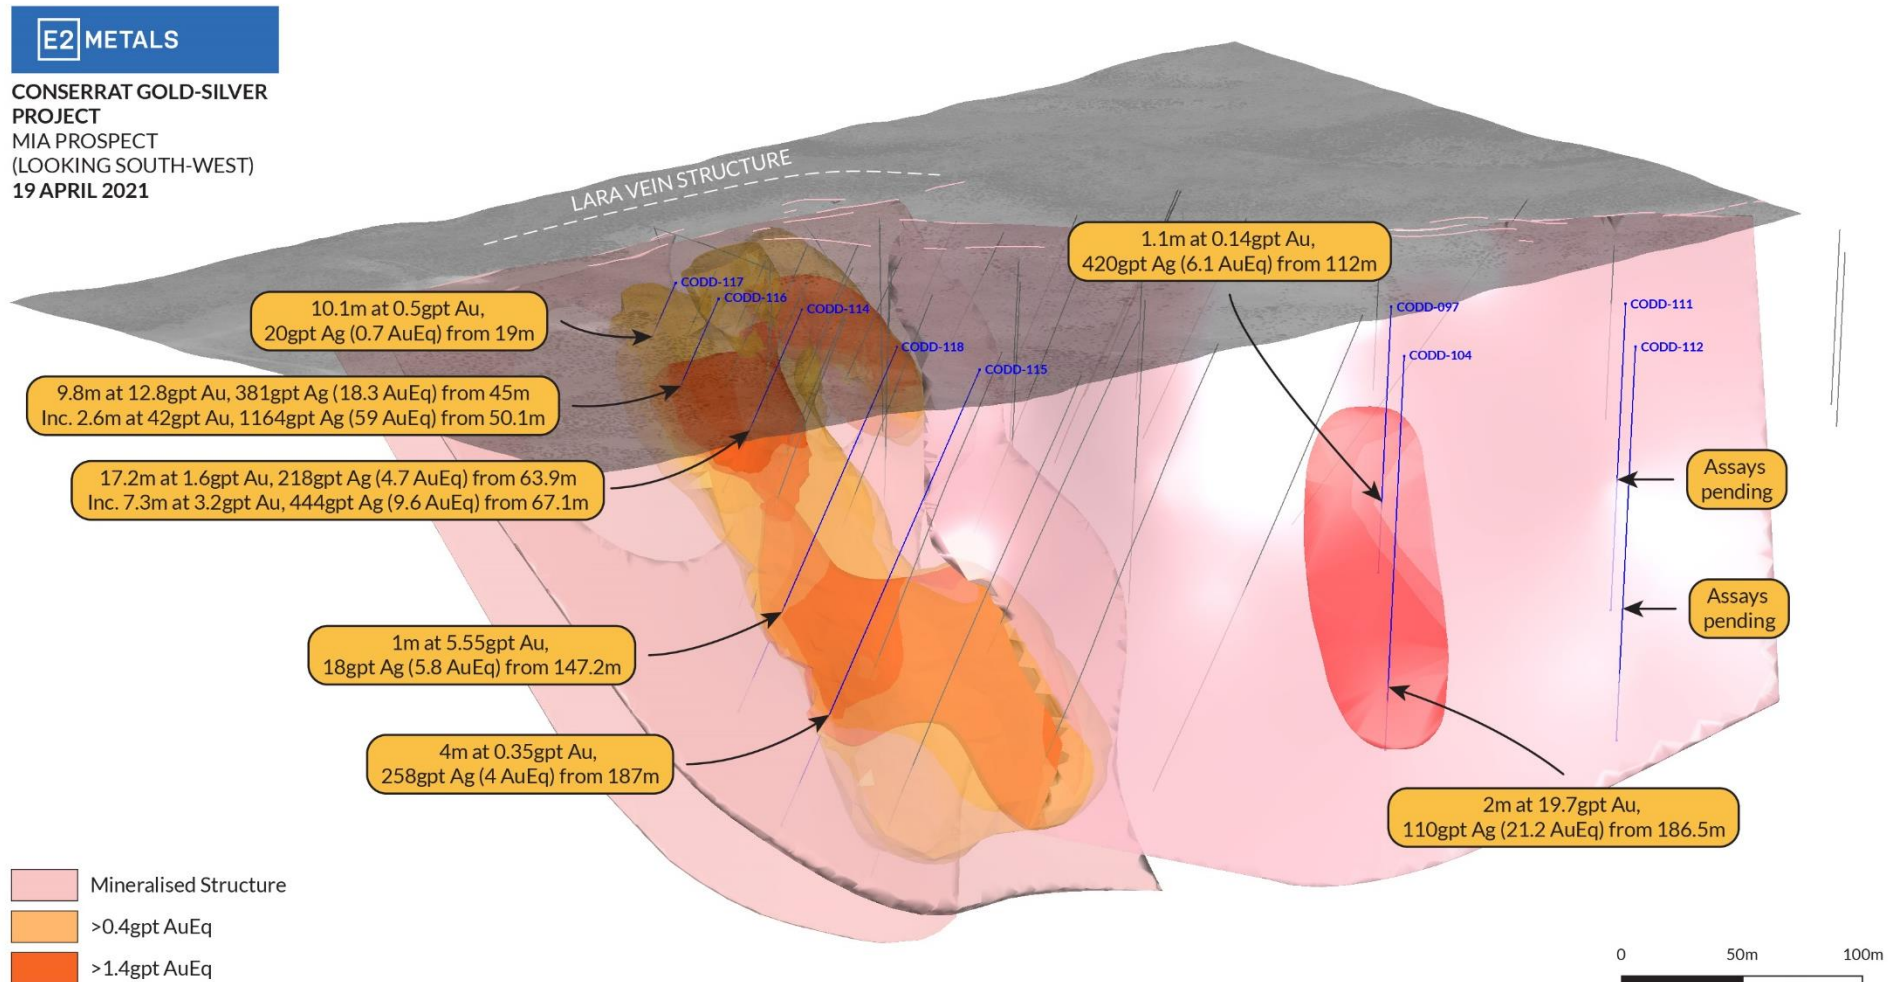 E2 METALS
CONSERRAT GOLD-SILVER
PROJECT
MIA PROSPECT
(LOOKING SOUTH-WEST)
19 APRIL 2021
LARA VEIN STRUCTURE
1.1m at 0.14gpt Au,
420gpt Ag (6.1 AuEq) from 112m
CODD-117
CODD-116
CODD-114
CODD-118
CODD-115
CODD-097
CODD-104
CODD-111
CODD-112
10.1m at 0.5gpt Au,
20gpt Ag (0.7 AuEq) from 19m
9.8m at 12.8gpt Au, 381gpt Ag (18.3 AuEq) from 45m
Inc. 2.6m at 42gpt Au, 1164gpt Ag (59 AuEq) from 50.1m
17.2m at 1.6gpt Au, 218gpt Ag (4.7 AuEq) from 63.9m
Inc. 7.3m at 3.2gpt Au, 444gpt Ag (9.6 AuEq) from 67.1m
Assays
pending
Assays
pending
1m at 5.55gpt Au,
18gpt Ag (5.8 AuEq) from 147.2m
4m at 0.35gpt Au,
258gpt Ag (4 AuEq) from 187m
2m at 19.7gpt Au,
110gpt Ag (21.2 AuEq) from 186.5m
Mineralised Structure
>0.4gpt AuEq
>1.4gpt AuEq
0 50m 100m